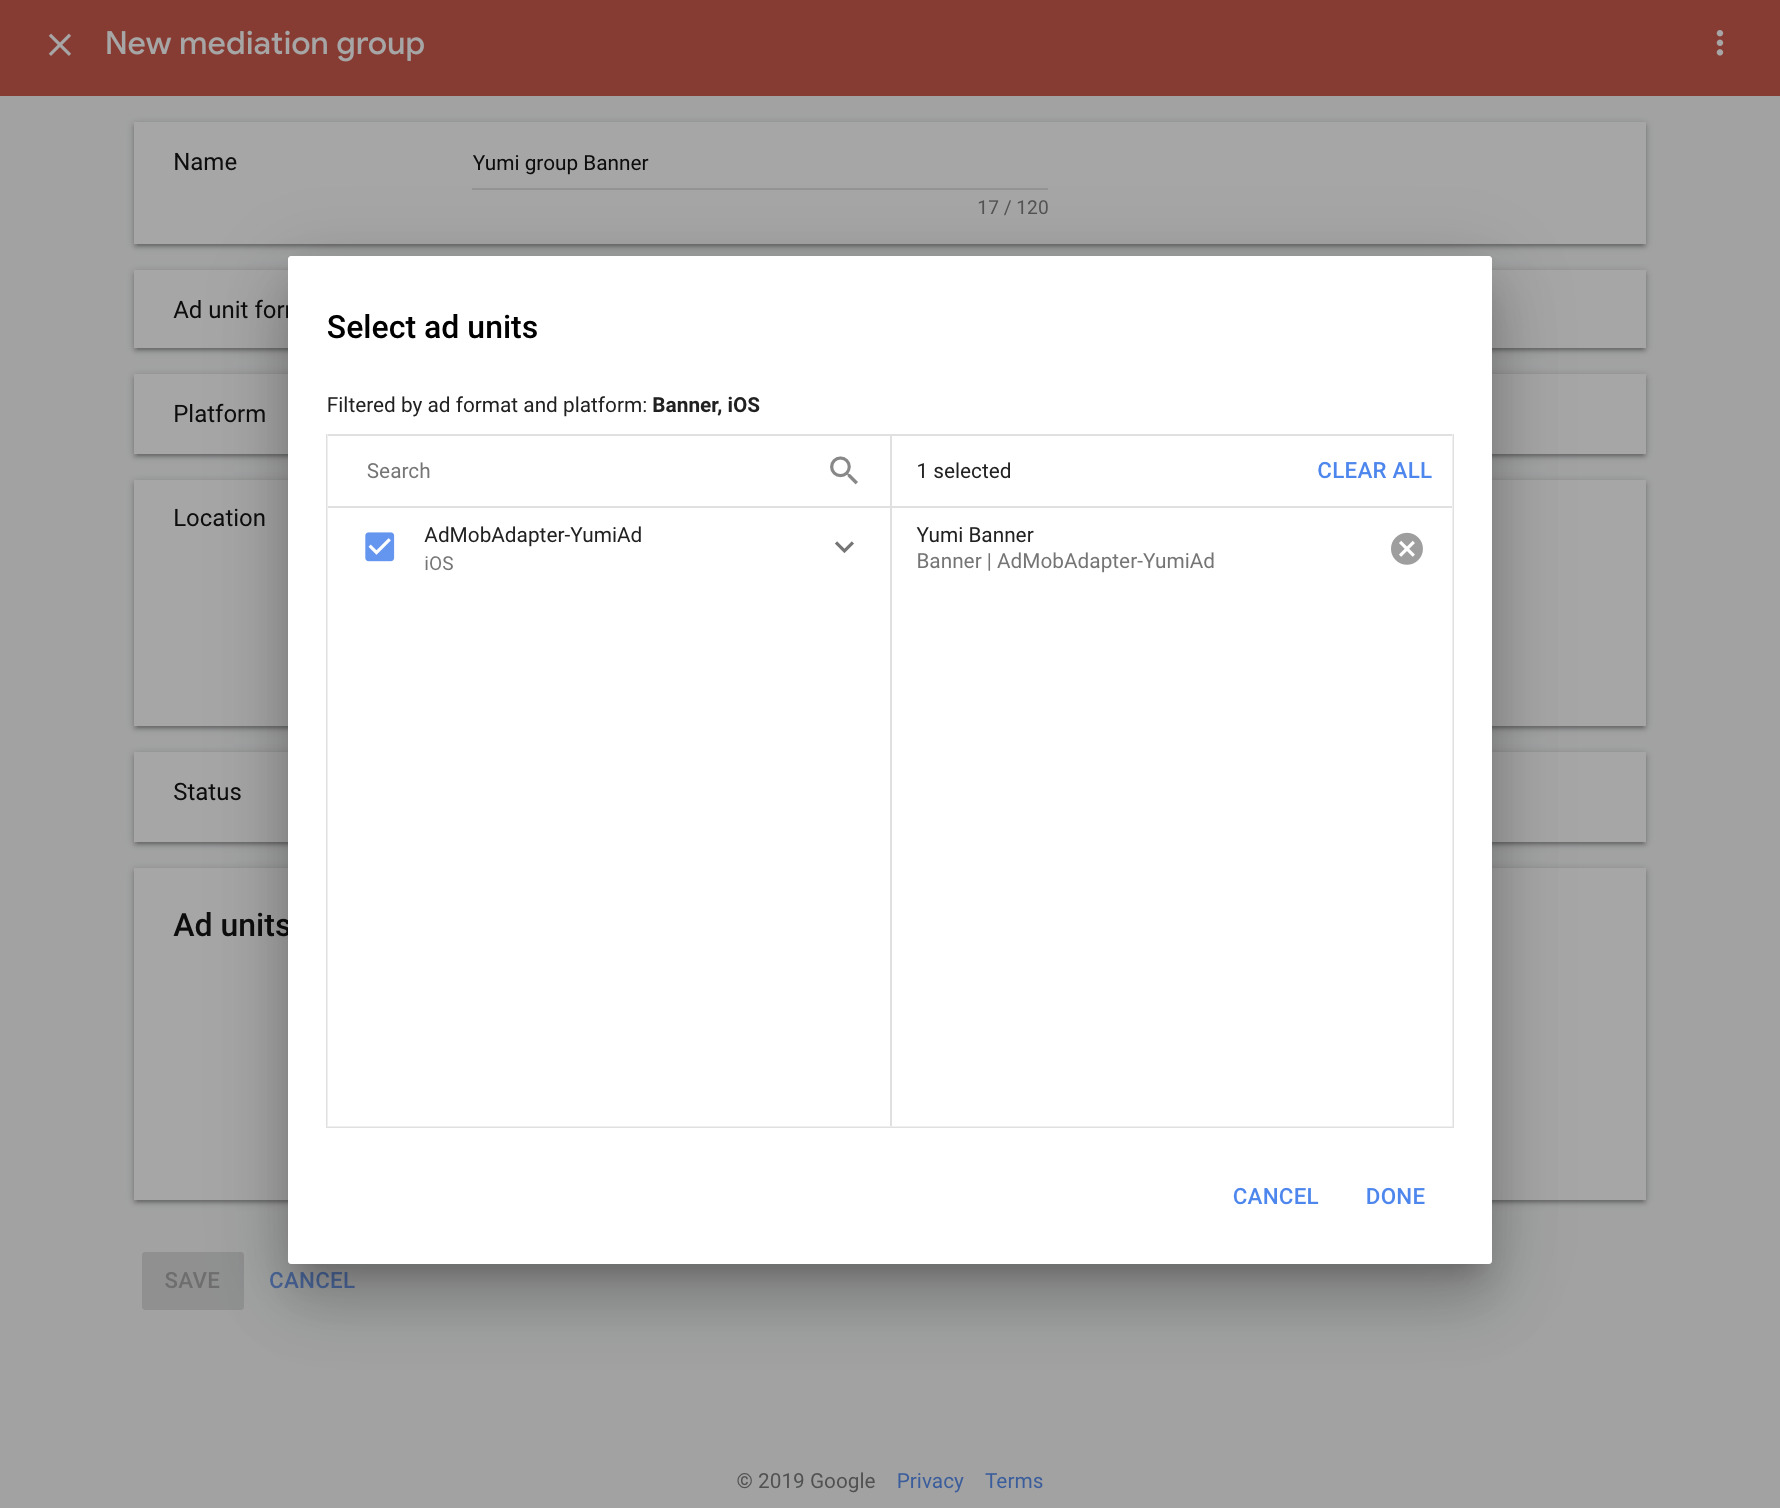 New mediation group
Name
Yumi group Banner
17 / 120
Ad unit for
Platform
Location
Status
Ad units
Select ad units
Filtered by ad format and platform: Banner, iOS
Search
1 selected
CLEAR ALL
AdMobAdapter-YumiAd
iOS
Yumi Banner
Banner | AdMobAdapter-YumiAd
CANCEL
DONE
SAVE
CANCEL
© 2019 Google Privacy Terms